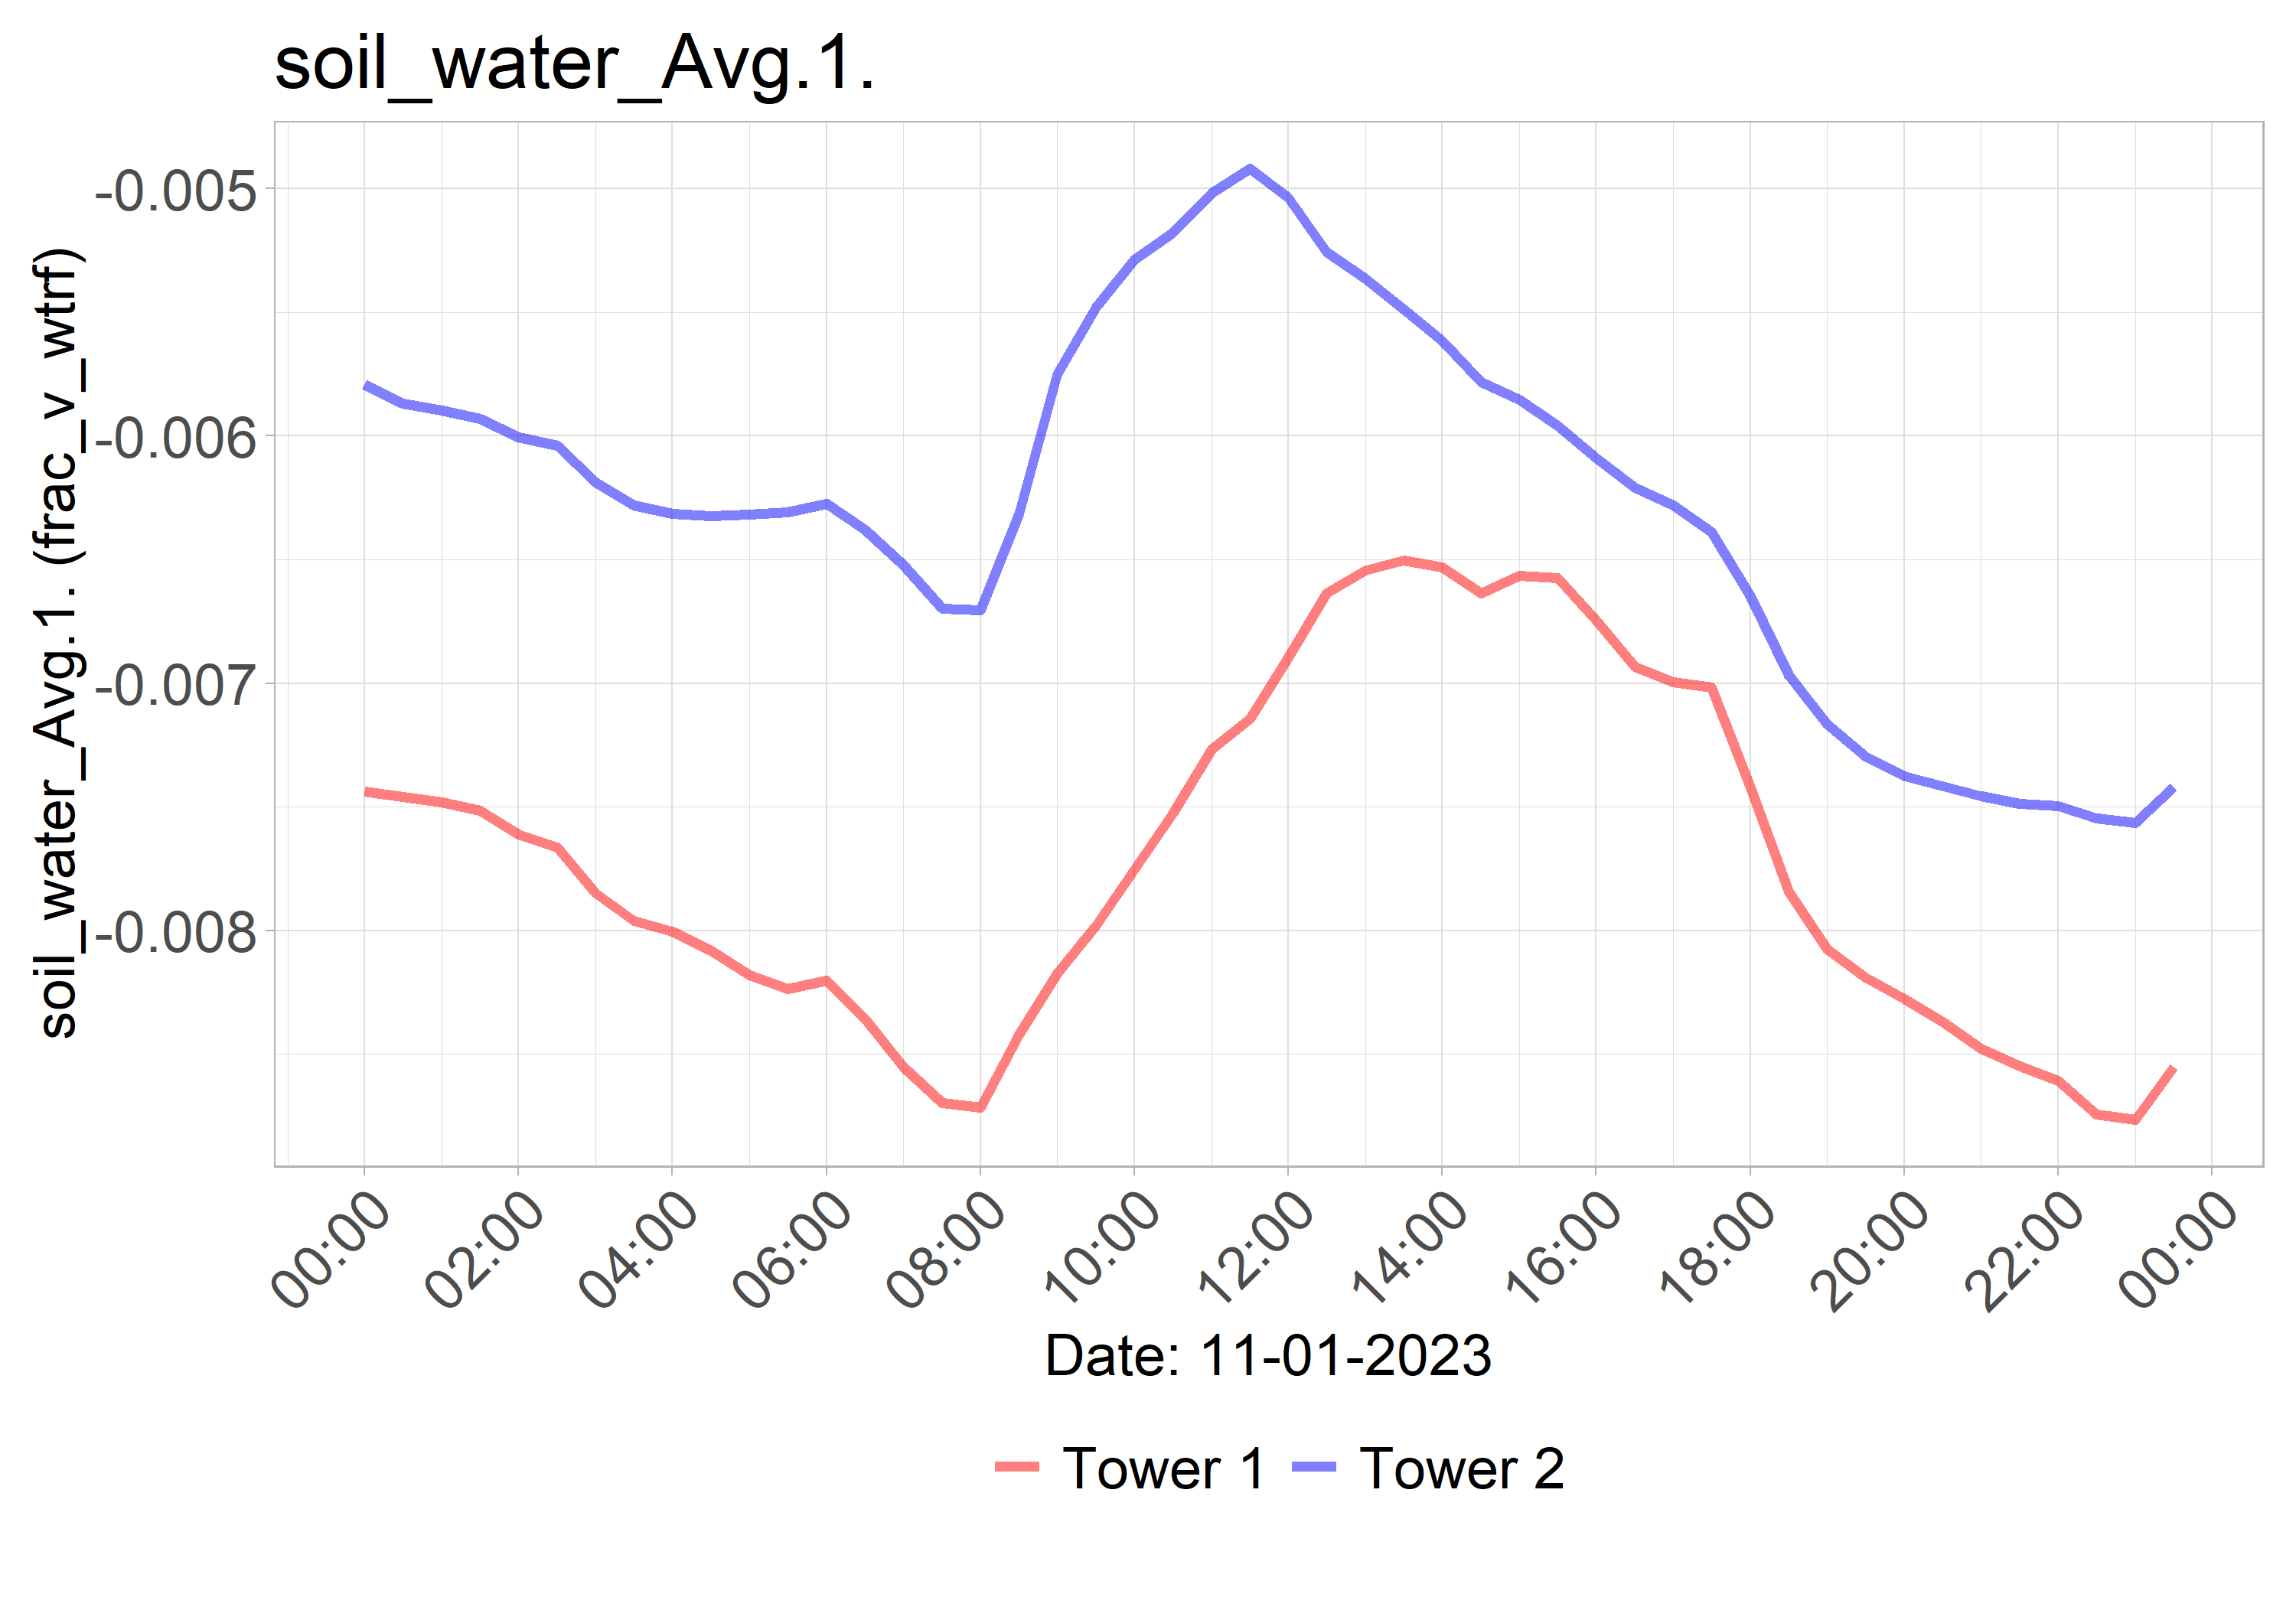 soil_water_Avg.1.
soil_water_Avg.1. (frac_v_wtrf)
-0.005
-0.006
-0.007
-0.008
00:00 02:00 04:00 06:00 08:00 10:00 12:00 14:00 16:00 18:00 20:00 22:00 00:00
Date: 11-01-2023
Tower 1 Tower 2